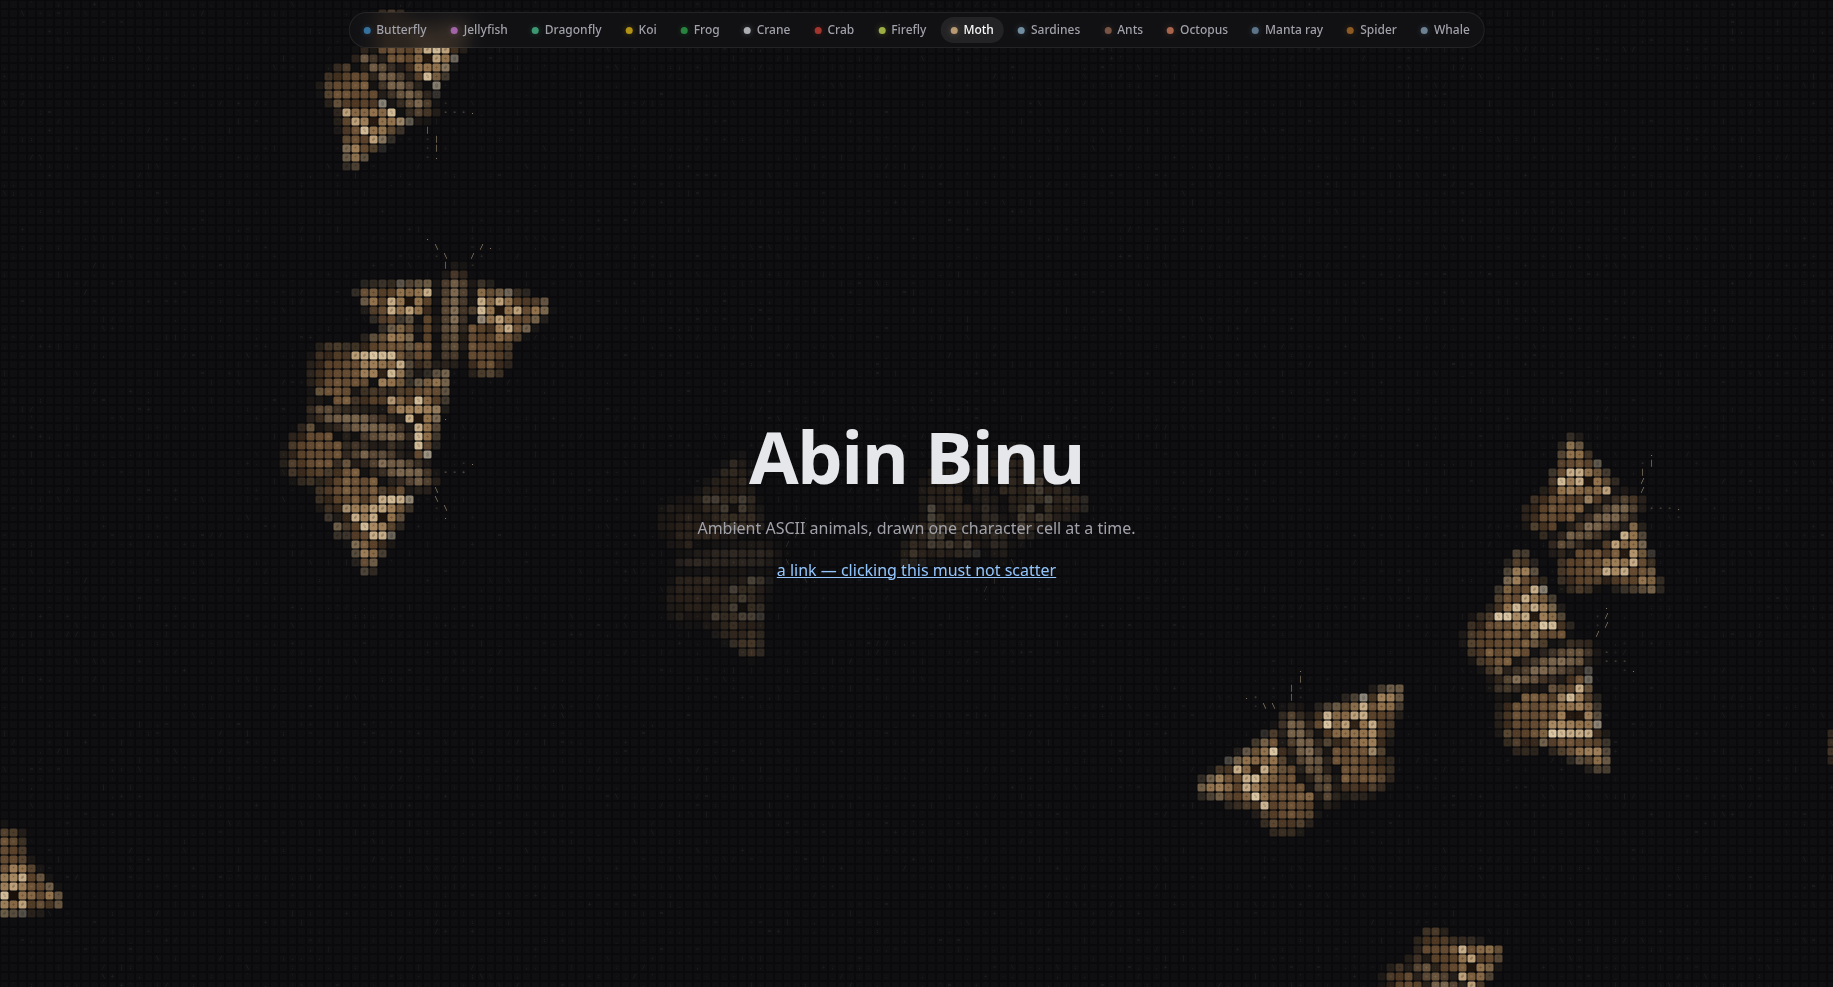 Butterfly Jellyfish Dragonfly Koi Frog Crane Crab Firefly Moth Sardines Ants Octopus Manta ray Spider Whale
Abin Binu
Ambient ASCII animals, drawn one character cell at a time.
a link — clicking this must not scatter